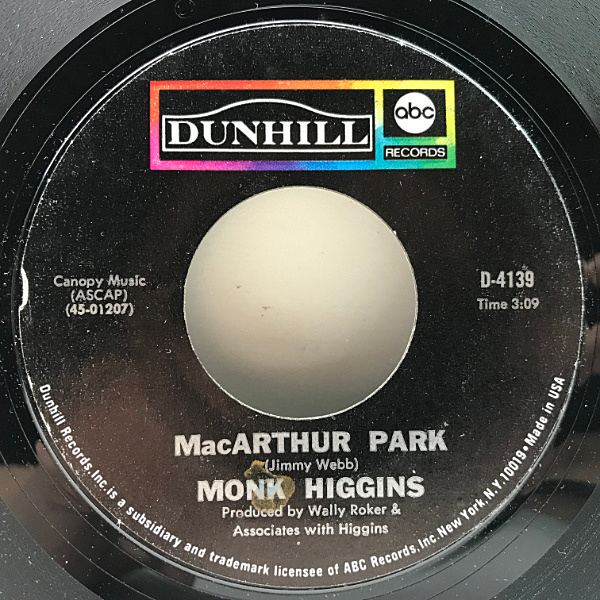 DUNHILL
abc
RECORDS
Canopy Music
(ASCAP)
(45-01207)
D-4139
Time 3:09
MacARTHUR PARK
(Jimmy Webb)
MONK HIGGINS
Produced by Wally Roker &
Associates with Higgins
Dunhill Records, Inc. is a subsidiary and trademark licensee of ABC Records, Inc. New York, N.Y. 10019 • Made in USA